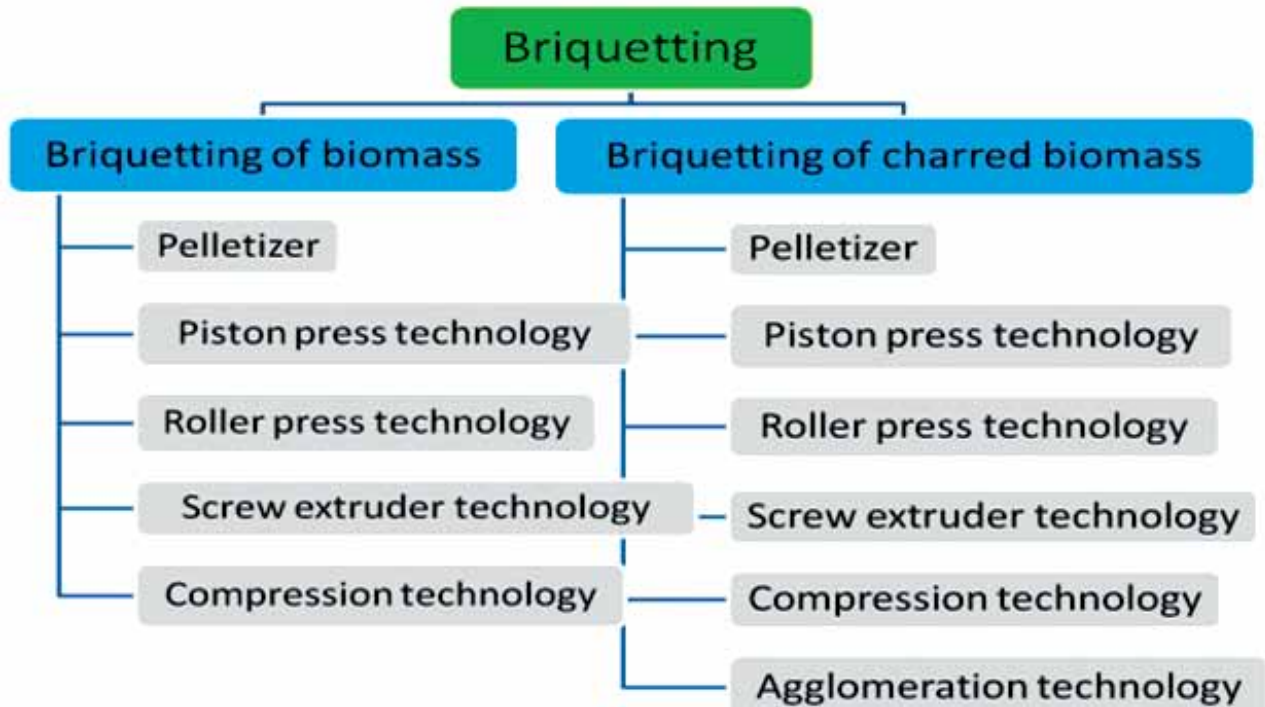 Briquetting
Briquetting of biomass
Pelletizer
Piston press technology
Roller press technology
Screw extruder technology
Compression technology
Briquetting of charred biomass
Pelletizer
Piston press technology
Roller press technology
Screw extruder technology
Compression technology
Agglomeration technology